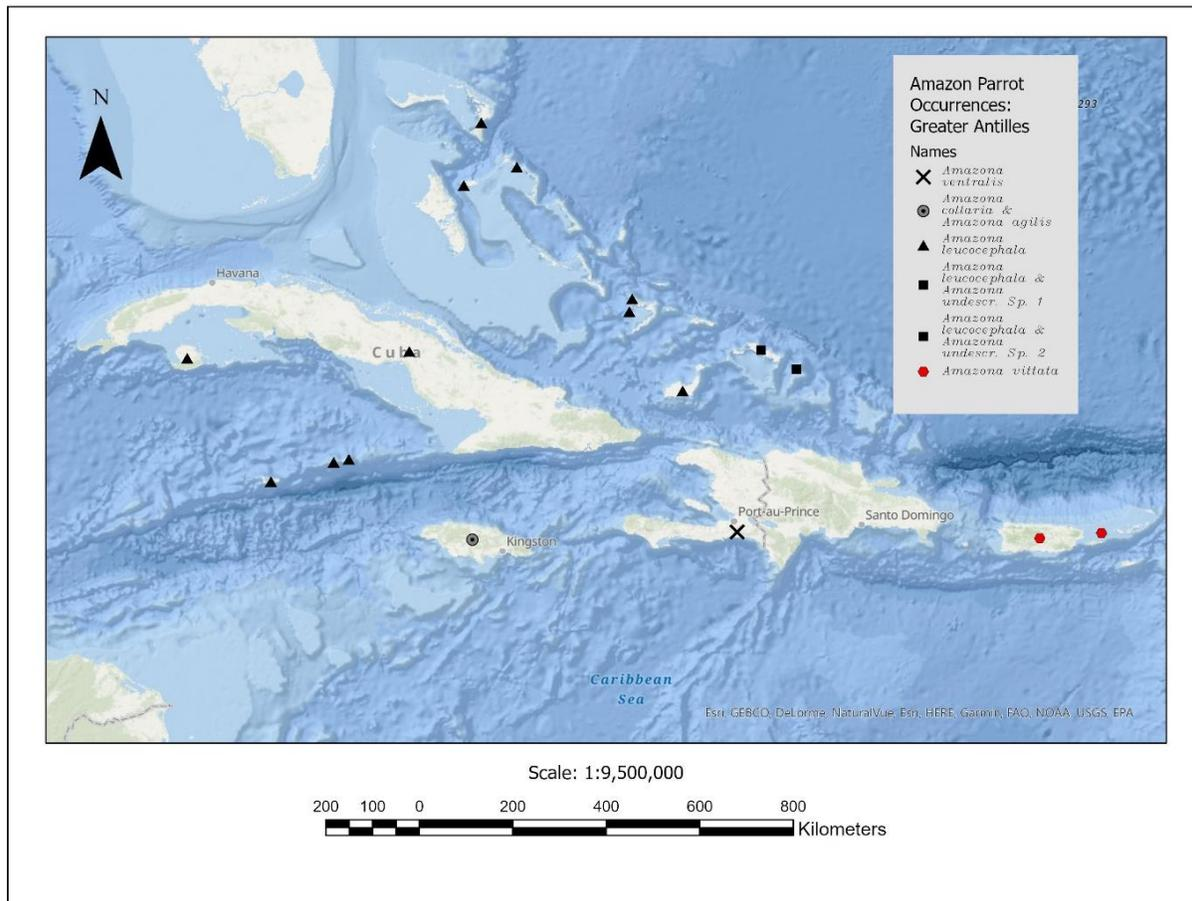 N
293
Amazon Parrot
Occurrences:
Greater Antilles
Names
Amazona
ventralis
Amazona
collaria &
Amazona agilis
Amazona
leucocephala
Amazona
leucocephala &
Amazona
undescr. Sp. 1
Amazona
leucocephala &
Amazona
undescr. Sp. 2
Amazona vittata
Havana
Cuba
Port-au-Prince
Santo Domingo
Kingston
Caribbean
Sea
Esri, GEBCO, DeLorme, NaturalVue, Esri, HERE, Garmin, FAO, NOAA, USGS, EPA
Scale: 1:9,500,000
200 100 0 200 400 600 800
Kilometers